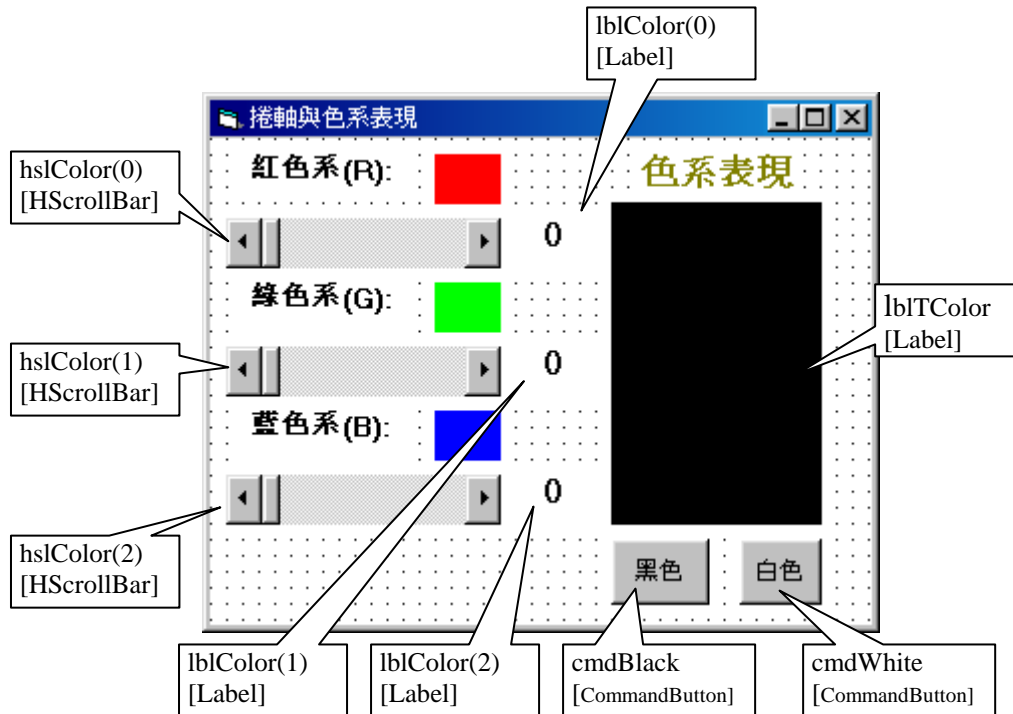 lblColor(0)
[Label]
捲軸與色系表現
hslColor(0)
[HScrollBar]
紅色系(R):
色系表現
0
綠色系(G):
lblTColor
[Label]
hslColor(1)
[HScrollBar]
0
藍色系(B):
0
hslColor(2)
[HScrollBar]
黑色
白色
lblColor(1)
[Label]
lblColor(2)
[Label]
cmdBlack
[CommandButton]
cmdWhite
[CommandButton]